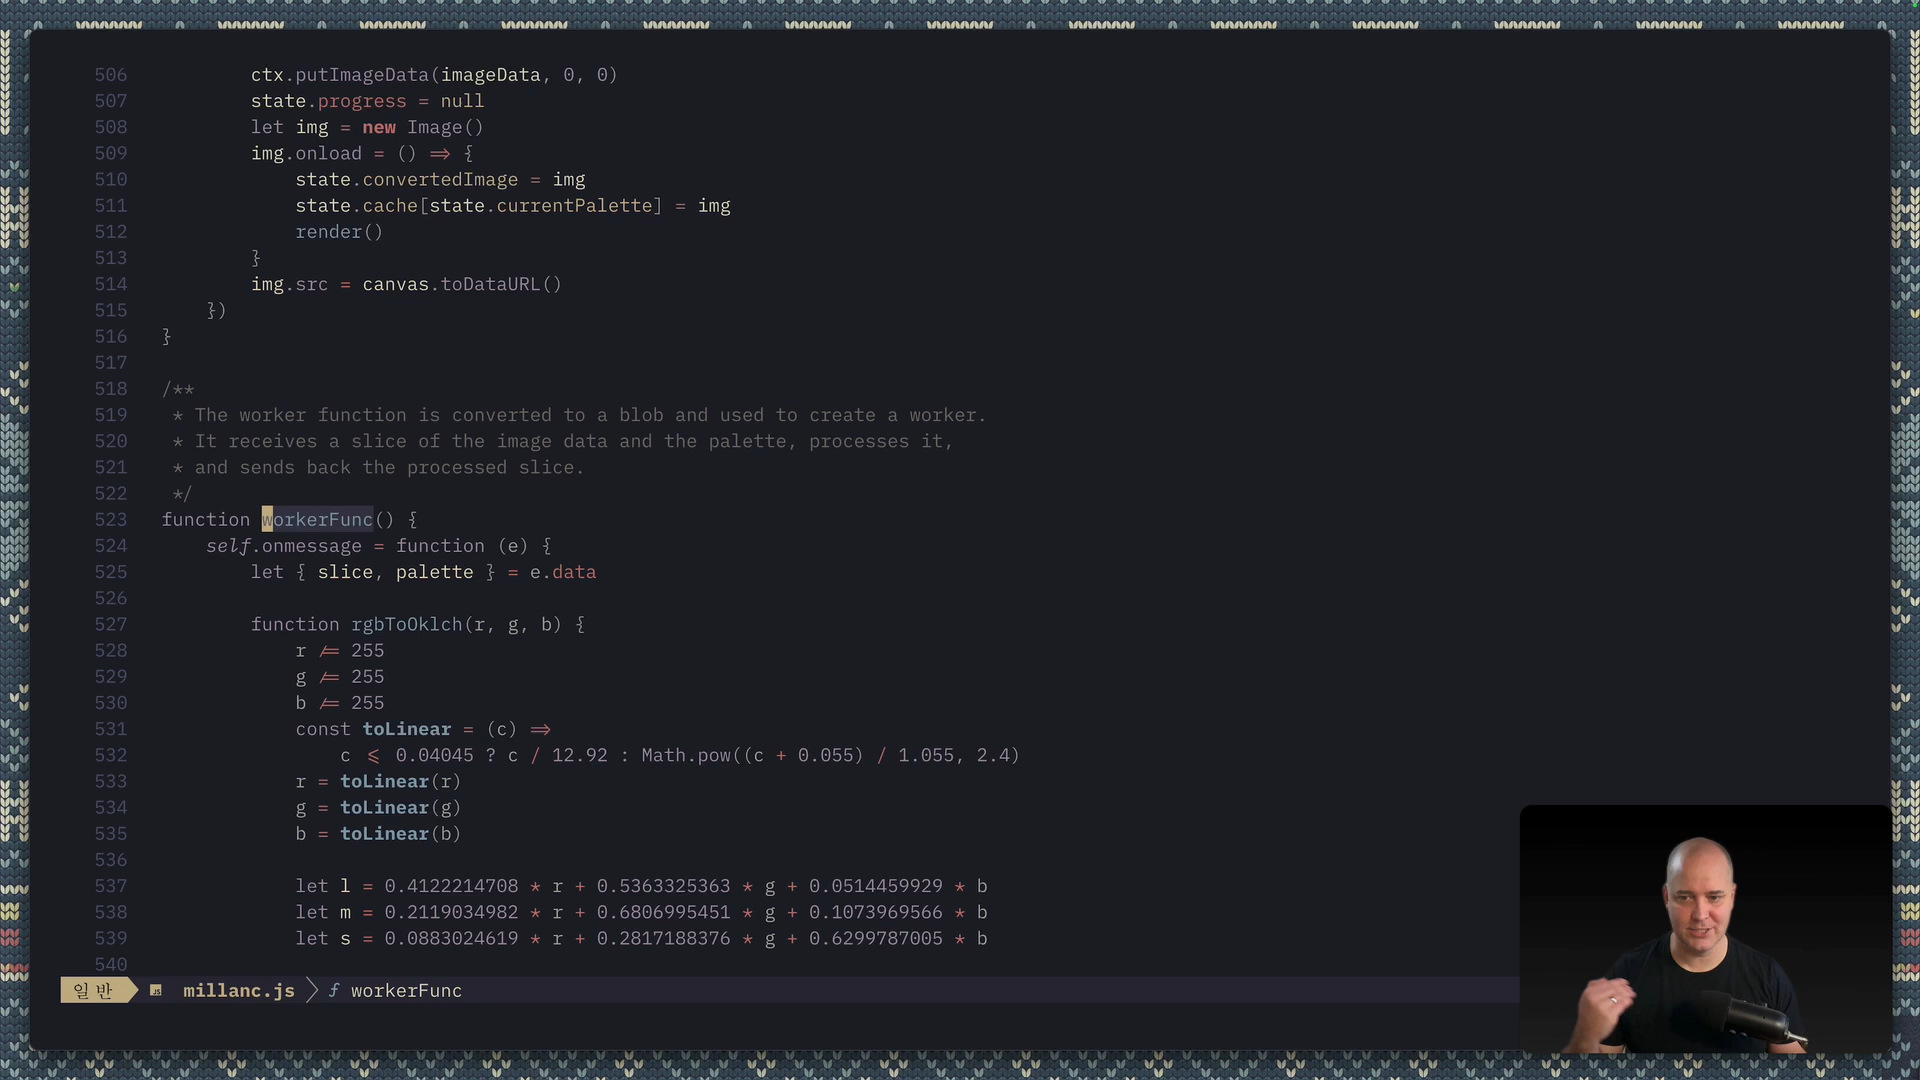 506 ctx.putImageData(imageData, 0, 0)
507 state.progress = null
508 let img = new Image()
509 img.onload = () => {
510 state.convertedImage = img
511 state.cache[state.currentPalette] = img
512 render()
513 }
514 img.src = canvas.toDataURL()
515 })
516 }
517
518 /**
519 * The worker function is converted to a blob and used to create a worker.
520 * It receives a slice of the image data and the palette, processes it,
521 * and sends back the processed slice.
522 */
523 function workerFunc() {
524 self.onmessage = function (e) {
525 let { slice, palette } = e.data
526
527 function rgbToOklch(r, g, b) {
528 r /= 255
529 g /= 255
530 b /= 255
531 const toLinear = (c) =>
532 c <= 0.04045 ? c / 12.92 : Math.pow((c + 0.055) / 1.055, 2.4)
533 r = toLinear(r)
534 g = toLinear(g)
535 b = toLinear(b)
536
537 let l = 0.4122214708 * r + 0.5363325363 * g + 0.0514459929 * b
538 let m = 0.2119034982 * r + 0.6806995451 * g + 0.1073969566 * b
539 let s = 0.0883024619 * r + 0.2817188376 * g + 0.6299787005 * b
540
일반 JS millanc.js > f workerFunc